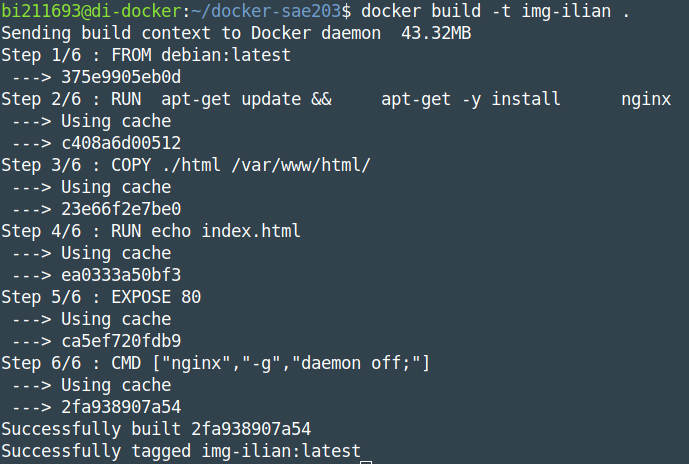 bi211693@di-docker:~/docker-sae203$ docker build -t img-ilian .
Sending build context to Docker daemon  43.32MB
Step 1/6 : FROM debian:latest
 ---> 375e9905eb0d
Step 2/6 : RUN  apt-get update &&     apt-get -y install      nginx
 ---> Using cache
 ---> c408a6d00512
Step 3/6 : COPY ./html /var/www/html/
 ---> Using cache
 ---> 23e66f2e7be0
Step 4/6 : RUN echo index.html
 ---> Using cache
 ---> ea0333a50bf3
Step 5/6 : EXPOSE 80
 ---> Using cache
 ---> ca5ef720fdb9
Step 6/6 : CMD ["nginx","-g","daemon off;"]
 ---> Using cache
 ---> 2fa938907a54
Successfully built 2fa938907a54
Successfully tagged img-ilian:latest